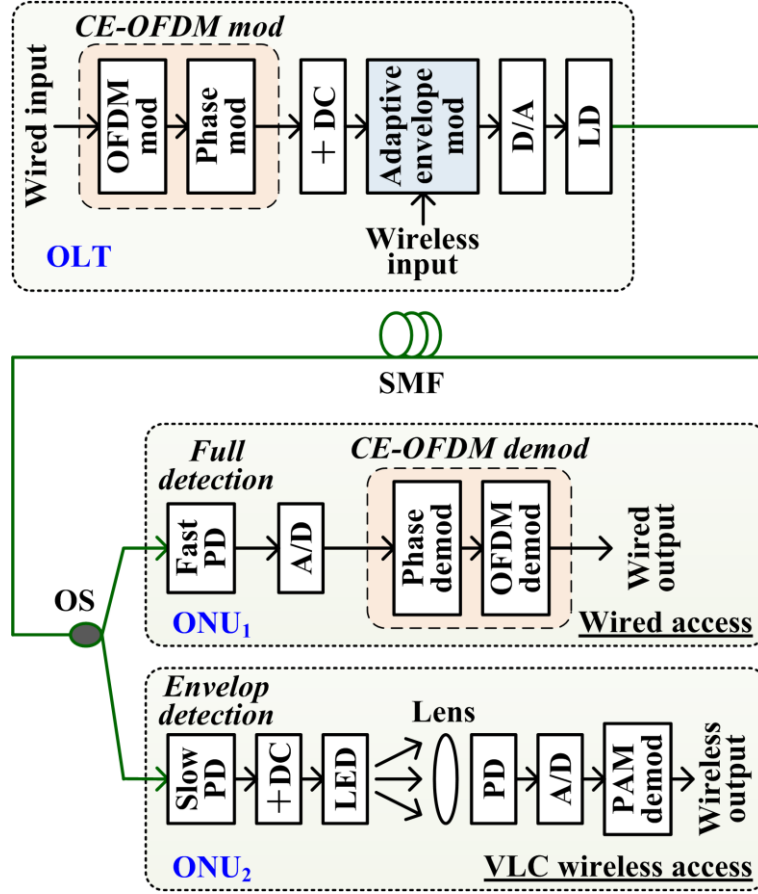 CE-OFDM mod
Wired input
OFDM
mod
Phase
mod
+ DC
Adaptive
envelope
mod
D/A
LD
Wireless
input
OLT
SMF
Full
detection
CE-OFDM demod
Fast
PD
A/D
Phase
demod
OFDM
demod
Wired
output
OS
ONU1
Wired access
Envelop
detection
Lens
Slow
PD
+DC
LED
PD
A/D
PAM
demod
Wireless
output
ONU2
VLC wireless access